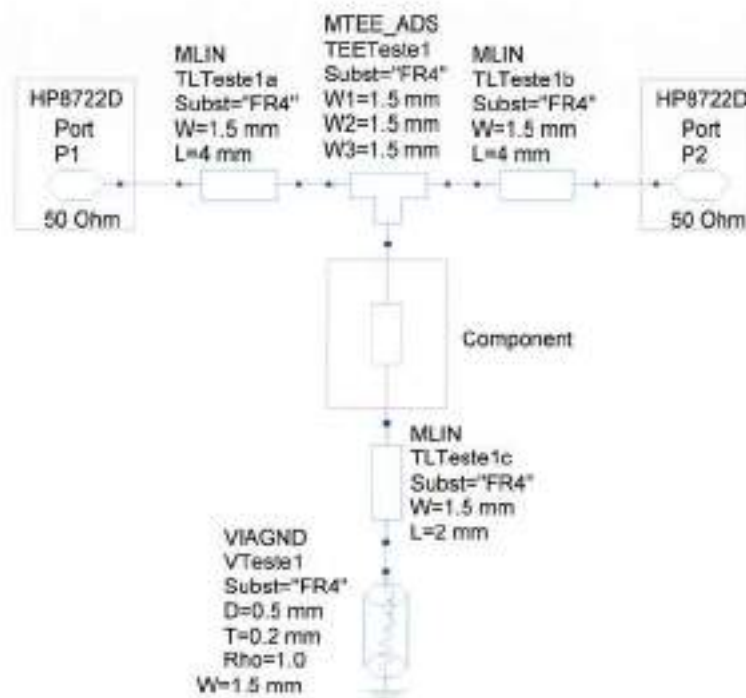 MTEE_ADS
TEETeste1
Subst="FR4"
W1=1.5 mm
W2=1.5 mm
W3=1.5 mm
MLIN
TLTeste1a
Subst="FR4"
W=1.5 mm
L=4 mm
MLIN
TLTeste1b
Subst="FR4"
W=1.5 mm
L=4 mm
HP8722D
Port
P1
50 Ohm
HP8722D
Port
P2
50 Ohm
Component
MLIN
TLTeste1c
Subst="FR4"
W=1.5 mm
L=2 mm
VIAGND
VTeste1
Subst="FR4"
D=0.5 mm
T=0.2 mm
Rho=1.0
W=1.5 mm